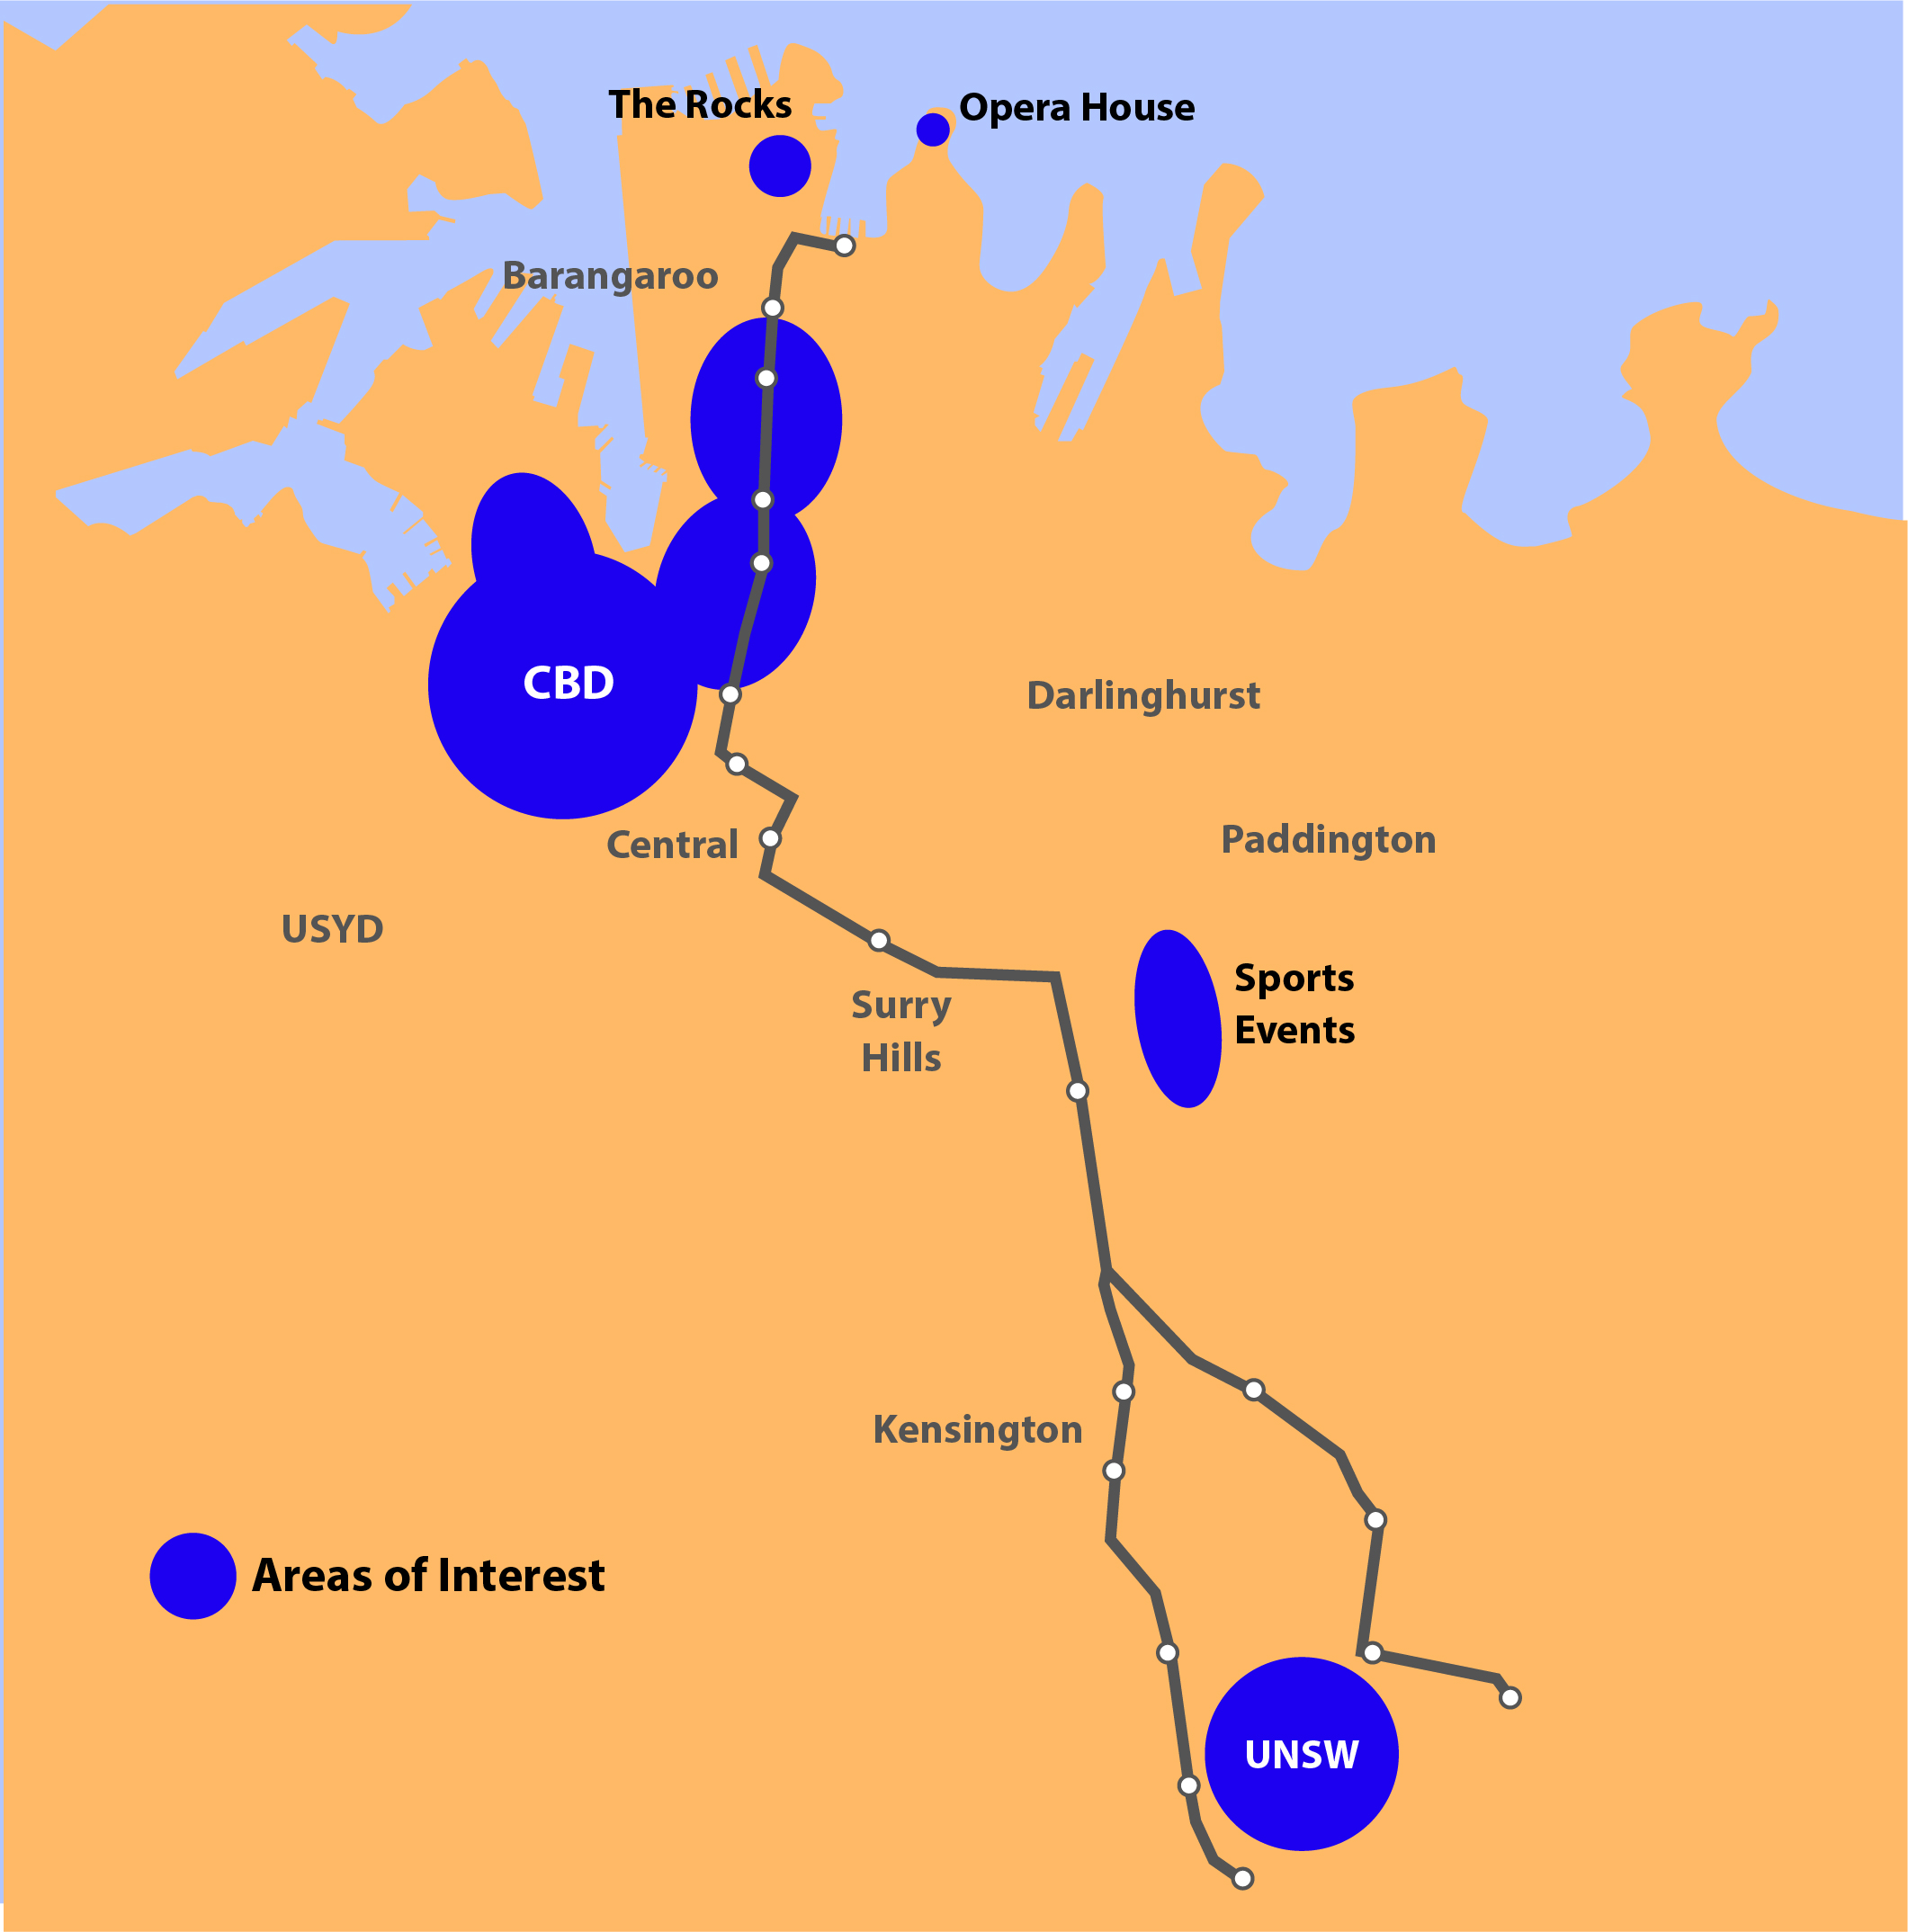 The Rocks
Opera House
Barangaroo
CBD
Darlinghurst
Paddington
Central
USYD
Sports
Events
Surry
Hills
Kensington
Areas of Interest
UNSW